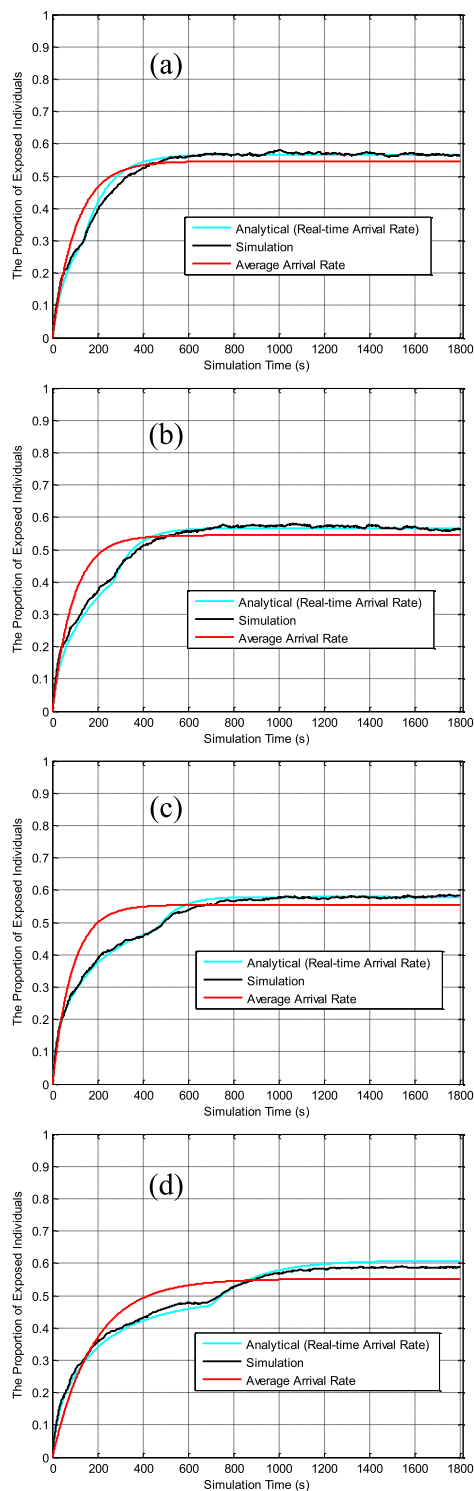 1
0.9
(a)
0.8
0.7
0.6
0.5
0.4
0.3
0.2
0.1
0
The Proportion of Exposed Individuals
Analytical (Real-time Arrival Rate)
Simulation
Average Arrival Rate
0 200 400 600 800 1000 1200 1400 1600 1800
Simulation Time (s)
1
0.9
(b)
0.8
0.7
0.6
0.5
0.4
0.3
0.2
0.1
0
The Proportion of Exposed Individuals
Analytical (Real-time Arrival Rate)
Simulation
Average Arrival Rate
0 200 400 600 800 1000 1200 1400 1600 1800
Simulation Time (s)
1
0.9
(c)
0.8
0.7
0.6
0.5
0.4
0.3
0.2
0.1
0
The Proportion of Exposed Individuals
Analytical (Real-time Arrival Rate)
Simulation
Average Arrival Rate
0 200 400 600 800 1000 1200 1400 1600 1800
Simulation Time (s)
1
0.9
(d)
0.8
0.7
0.6
0.5
0.4
0.3
0.2
0.1
0
The Proportion of Exposed Individuals
Analytical (Real-time Arrival Rate)
Simulation
Average Arrival Rate
0 200 400 600 800 1000 1200 1400 1600 1800
Simulation Time (s)